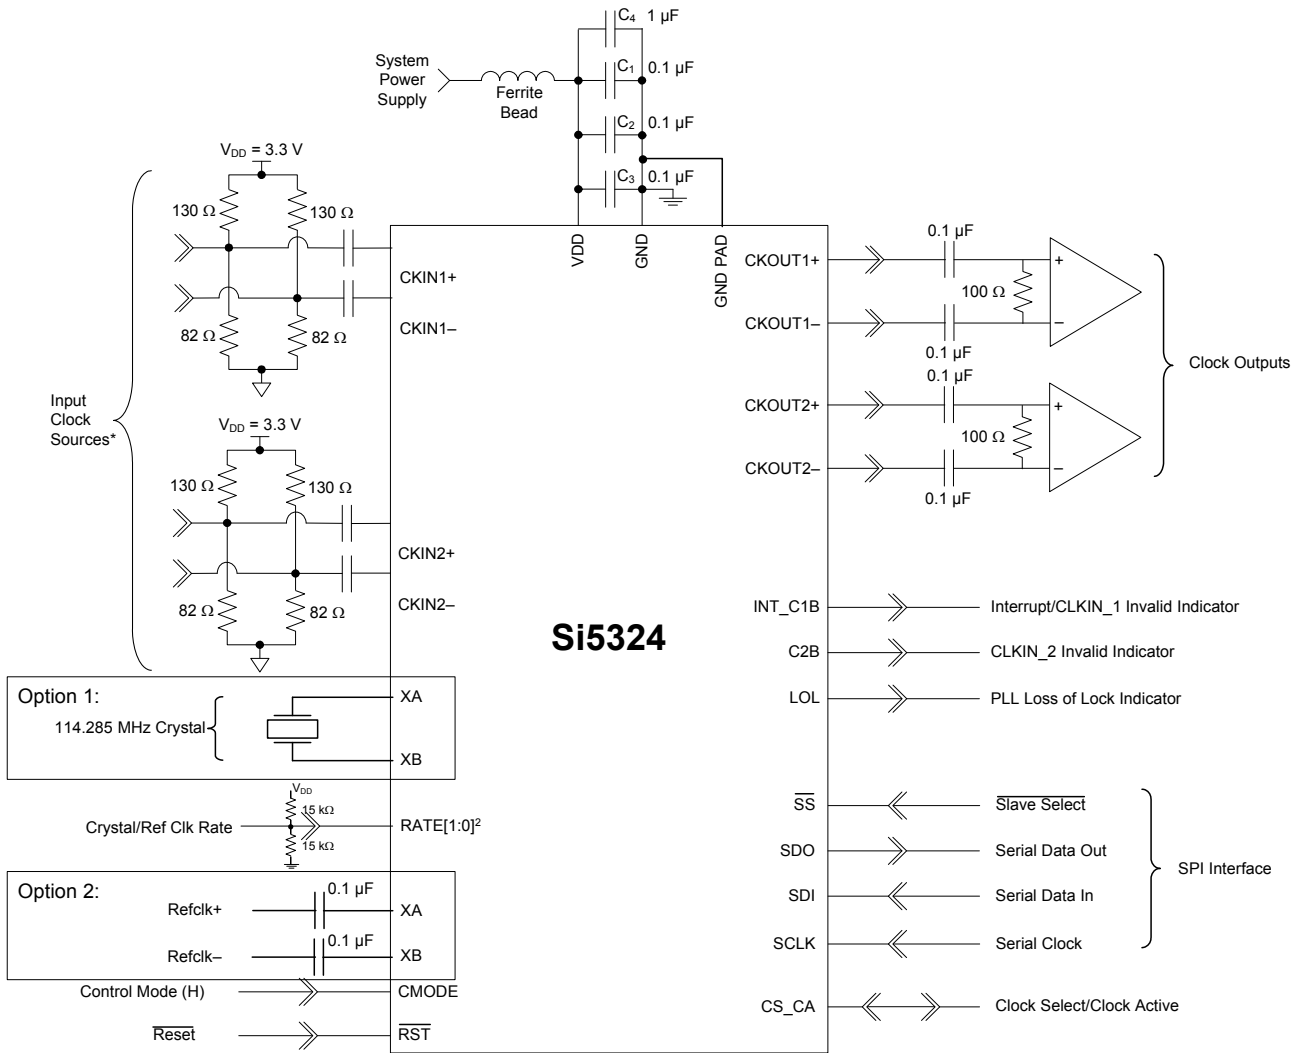 C₄ 1 µF
System
Power
Supply
Ferrite
Bead
C₁ 0.1 µF
C₂ 0.1 µF
C₃ 0.1 µF
V_DD = 3.3 V
130 Ω
130 Ω
82 Ω
82 Ω
CKIN1+
CKIN1–
VDD
GND
GND PAD
Input
Clock
Sources*
V_DD = 3.3 V
130 Ω
130 Ω
82 Ω
82 Ω
CKIN2+
CKIN2–
Si5324
CKOUT1+
0.1 µF
100 Ω
+
–
CKOUT1–
0.1 µF
CKOUT2+
0.1 µF
100 Ω
+
–
CKOUT2–
0.1 µF
Clock Outputs
INT_C1B
Interrupt/CLKIN_1 Invalid Indicator
C2B
CLKIN_2 Invalid Indicator
LOL
PLL Loss of Lock Indicator
Option 1:
114.285 MHz Crystal
XA
XB
V_DD
15 kΩ
15 kΩ
Crystal/Ref Clk Rate
RATE[1:0]²
Option 2:
Refclk+
0.1 µF
XA
Refclk–
0.1 µF
XB
Control Mode (H)
CMODE
Reset
RST
SS
Slave Select
SDO
Serial Data Out
SDI
Serial Data In
SCLK
Serial Clock
SPI Interface
CS_CA
Clock Select/Clock Active